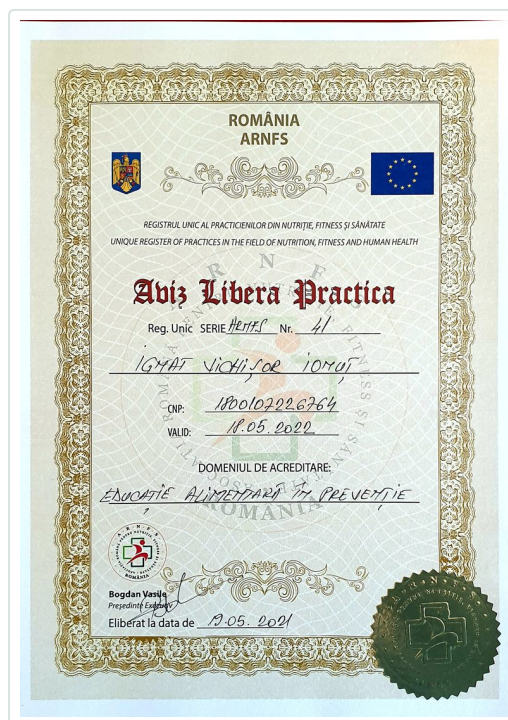 ROMÂNIA
ARNFS
REGISTRUL UNIC AL PRACTICIENILOR DIN NUTRIȚIE, FITNESS ȘI SĂNĂTATE
UNIQUE REGISTER OF PRACTICES IN THE FIELD OF NUTRITION, FITNESS AND HUMAN HEALTH
Aviz Libera Practica
Reg. Unic SERIE ARNFS Nr. 41
IGNAT VICHIȘOR IONUȚ
CNP: 1800107226764
VALID: 18.05.2022
DOMENIUL DE ACREDITARE:
EDUCAȚIE ALIMENTARĂ ÎN PREVENȚIE
ROMÂNIA
A-R-N-F-S
ROMÂNIA
Bogdan Vasile
Președinte Executiv
Eliberat la data de 19.05.2021